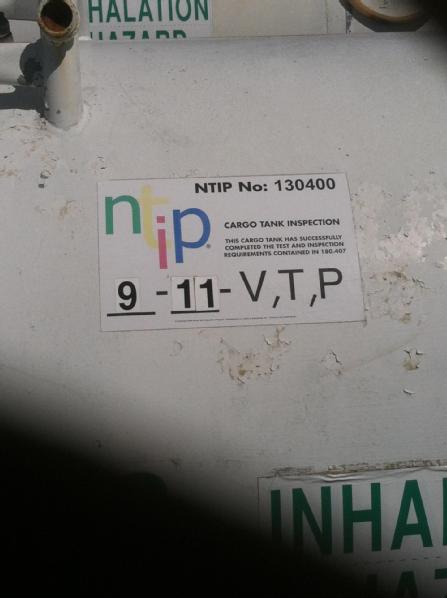 HALATION
HAZARD
NTIP No: 130400
ntip
CARGO TANK INSPECTION
THIS CARGO TANK HAS SUCCESSFULLY
COMPLETED THE TEST AND INSPECTION
REQUIREMENTS CONTAINED IN 180.407
9-11-V,T,P
INHA